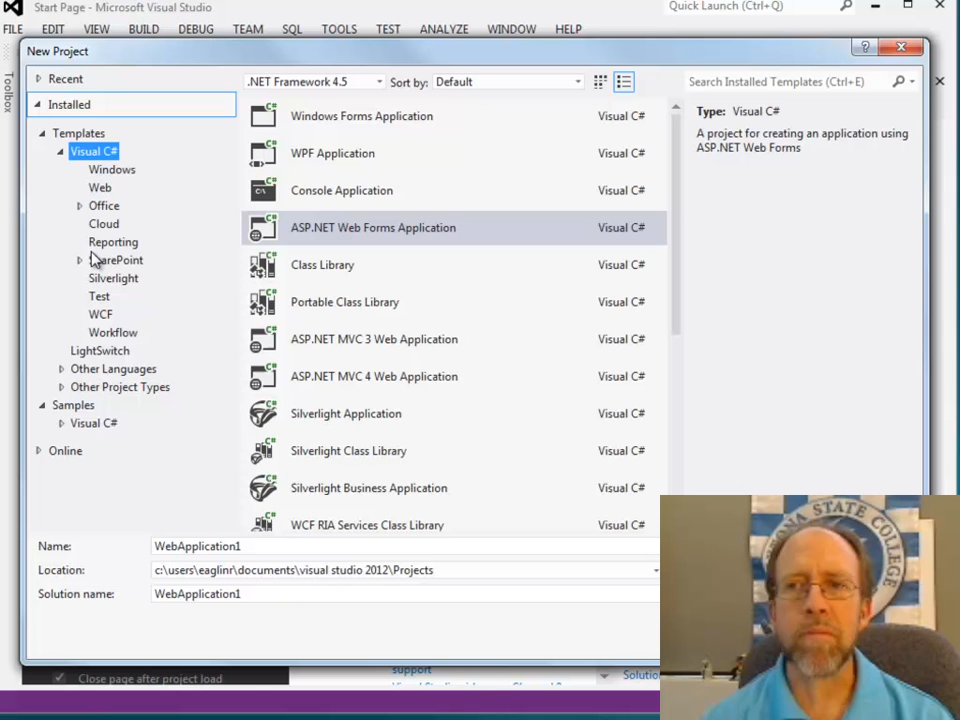 Start Page - Microsoft Visual Studio
Quick Launch (Ctrl+Q)
FILE EDIT VIEW BUILD DEBUG TEAM SQL TOOLS TEST ANALYZE WINDOW HELP
New Project
Toolbox
Recent
.NET Framework 4.5
Sort by: Default
Search Installed Templates (Ctrl+E)
Installed
Templates
Visual C#
Windows
Web
Office
Cloud
Reporting
Silverlight
Test
WCF
Workflow
LightSwitch
Other Languages
Other Project Types
Samples
Visual C#
Online
Windows Forms Application Visual C#
WPF Application Visual C#
Console Application Visual C#
ASP.NET Web Forms Application Visual C#
Class Library Visual C#
Portable Class Library Visual C#
ASP.NET MVC 3 Web Application Visual C#
ASP.NET MVC 4 Web Application Visual C#
Silverlight Application Visual C#
Silverlight Class Library Visual C#
Silverlight Business Application Visual C#
WCF RIA Services Class Library Visual C#
Type: Visual C#
A project for creating an application using
ASP.NET Web Forms
Name: WebApplication1
Location: c:\users\eaglinr\documents\visual studio 2012\Projects
Solution name: WebApplication1
Close page after project load
support
Solutio
STATE COLLEGE